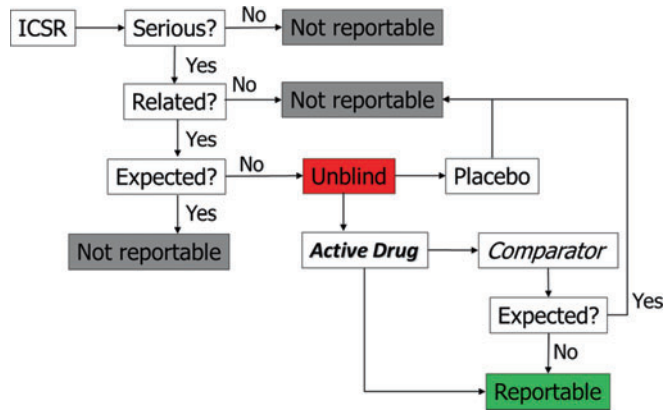 ICSR
Serious?
No
Not reportable
Yes
Related?
No
Not reportable
Yes
Expected?
No
Unblind
Placebo
Yes
Not reportable
Active Drug
Comparator
Expected?
Yes
No
Reportable